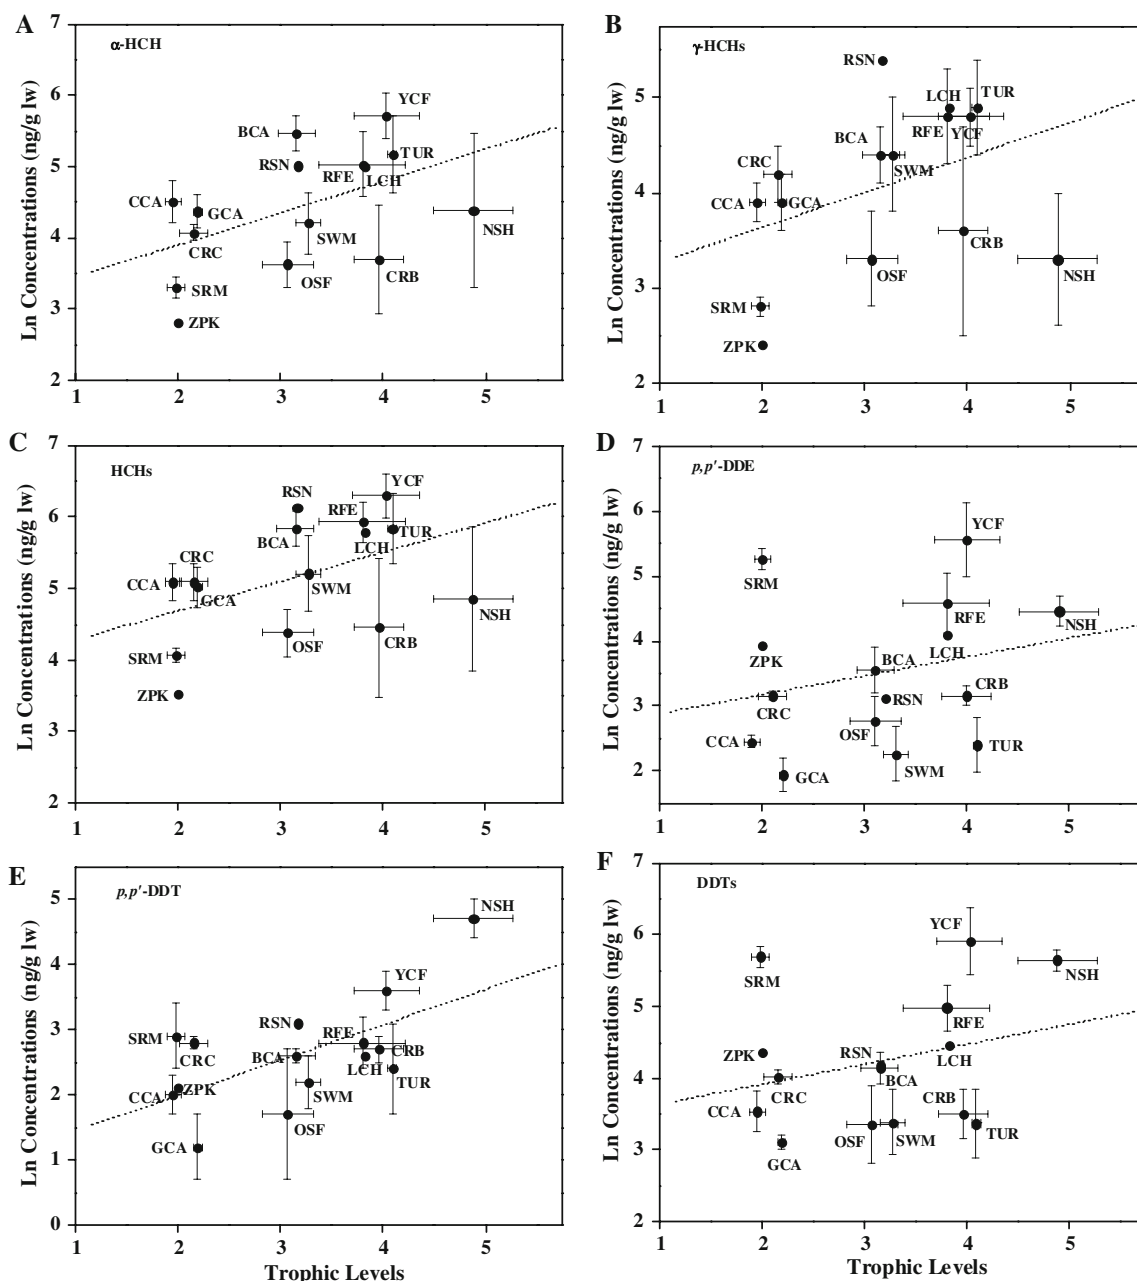 A
α-HCH
Ln Concentrations (ng/g lw)
7
6
5
4
3
2
1
2
3
4
5
YCF
BCA
TUR
RSN
RFE
LCH
CCA
GCA
NSH
SWM
CRC
OSF
CRB
SRM
ZPK
B
γ-HCHs
Ln Concentrations (ng/g lw)
5
4
3
2
1
2
3
4
5
RSN
LCH
TUR
RFE
YCF
BCA
SWM
CRC
CCA
GCA
CRB
OSF
NSH
SRM
ZPK
C
HCHs
Ln Concentrations (ng/g lw)
7
6
5
4
3
2
1
2
3
4
5
YCF
RSN
RFE
TUR
BCA
LCH
CRC
CCA
GCA
SWM
NSH
OSF
CRB
SRM
ZPK
D
p,p'-DDE
Ln Concentrations (ng/g lw)
7
6
5
4
3
2
1
2
3
4
5
YCF
SRM
RFE
NSH
LCH
ZPK
BCA
CRB
RSN
CRC
OSF
CCA
TUR
SWM
GCA
E
p,p'-DDT
Ln Concentrations (ng/g lw)
5
4
3
2
1
0
1
2
3
4
5
Trophic Levels
NSH
YCF
RSN
RFE
SRM
CRB
CRC
BCA
LCH
TUR
ZPK
CCA
SWM
OSF
GCA
F
DDTs
Ln Concentrations (ng/g lw)
7
6
5
4
3
2
1
2
3
4
5
Trophic Levels
YCF
SRM
NSH
RFE
ZPK
RSN
LCH
BCA
CRC
CCA
CRB
OSF
SWM
TUR
GCA